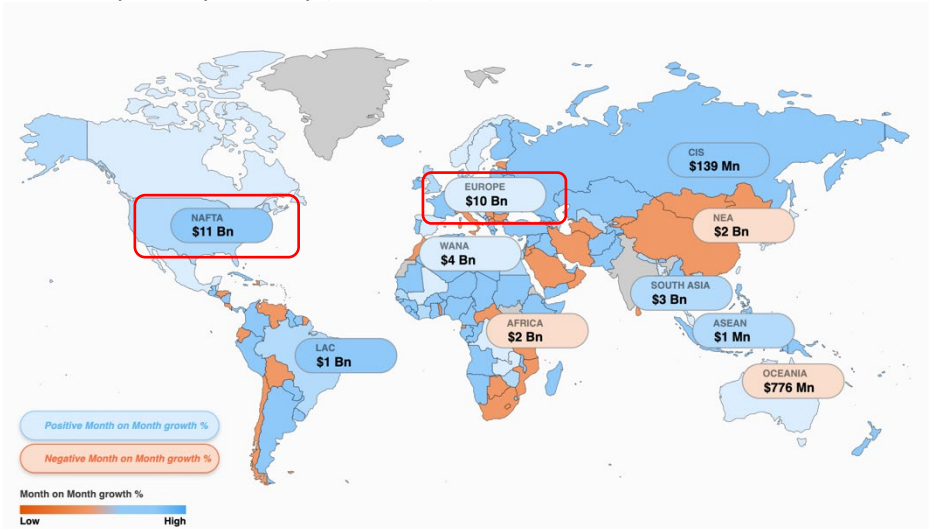 CIS
$139 Mn
EUROPE
$10 Bn
NAFTA
$11 Bn
NEA
$2 Bn
WANA
$4 Bn
SOUTH ASIA
$3 Bn
AFRICA
$2 Bn
ASEAN
$1 Mn
LAC
$1 Bn
OCEANIA
$776 Mn
Positive Month on Month growth %
Negative Month on Month growth %
Month on Month growth %
Low High